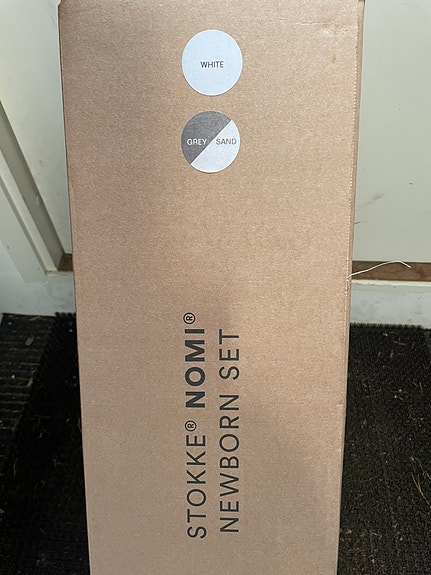 WHITE
GREY SAND
STOKKE® NOMI®
NEWBORN SET